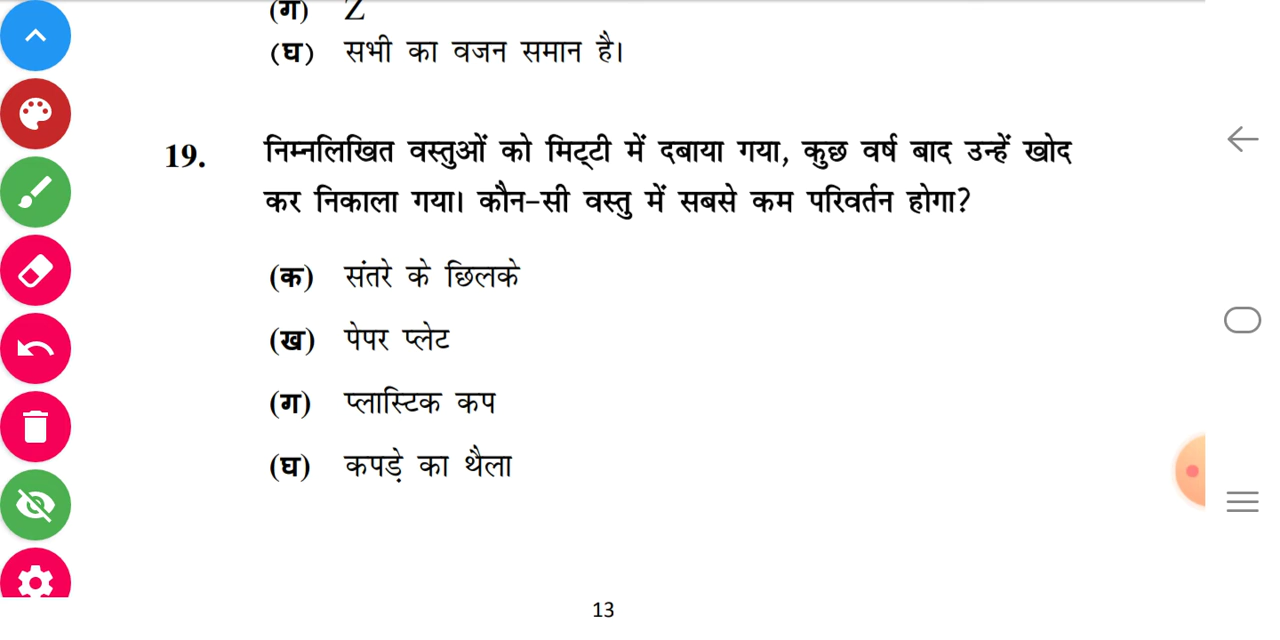 (ग) Z
(घ) सभी का वजन समान है।
19. निम्नलिखित वस्तुओं को मिट्टी में दबाया गया, कुछ वर्ष बाद उन्हें खोद
कर निकाला गया। कौन-सी वस्तु में सबसे कम परिवर्तन होगा?
(क) संतरे के छिलके
(ख) पेपर प्लेट
(ग) प्लास्टिक कप
(घ) कपड़े का थैला
13